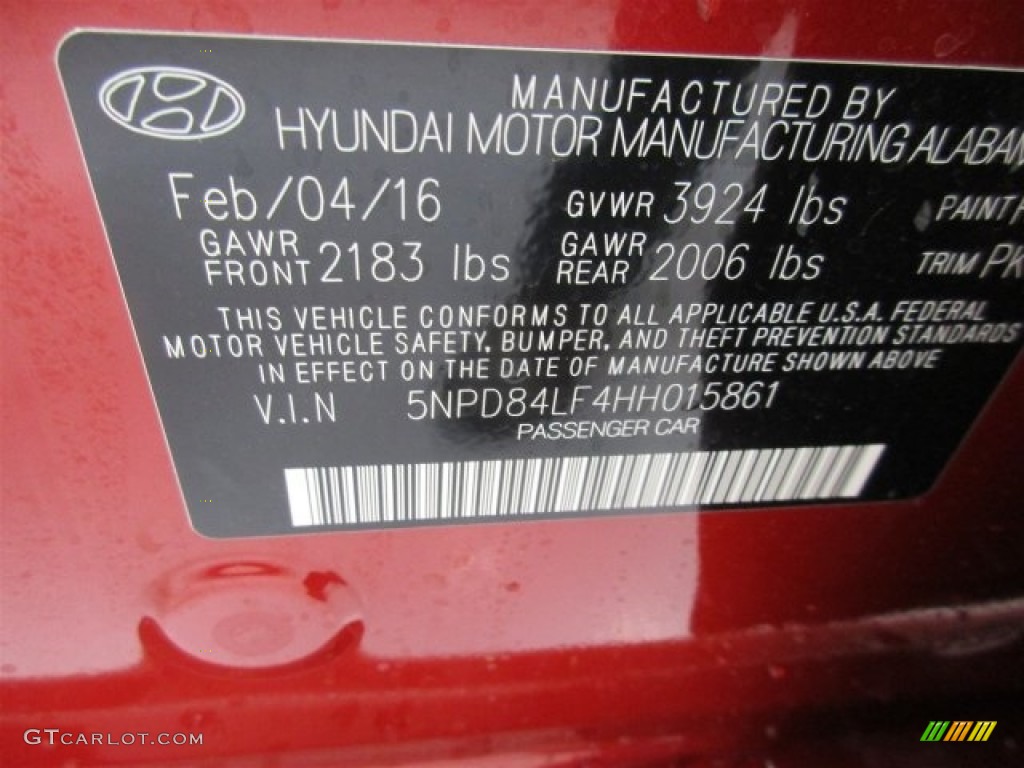 MANUFACTURED BY
HYUNDAI MOTOR MANUFACTURING ALABAM
Feb/04/16 GVWR 3924 lbs PAINT
GAWR FRONT 2183 lbs GAWR REAR 2006 lbs TRIM PK
THIS VEHICLE CONFORMS TO ALL APPLICABLE U.S.A. FEDERAL
MOTOR VEHICLE SAFETY, BUMPER, AND THEFT PREVENTION STANDARDS
IN EFFECT ON THE DATE OF MANUFACTURE SHOWN ABOVE
V.I.N 5NPD84LF4HH015861
PASSENGER CAR
GTCARLOT.COM